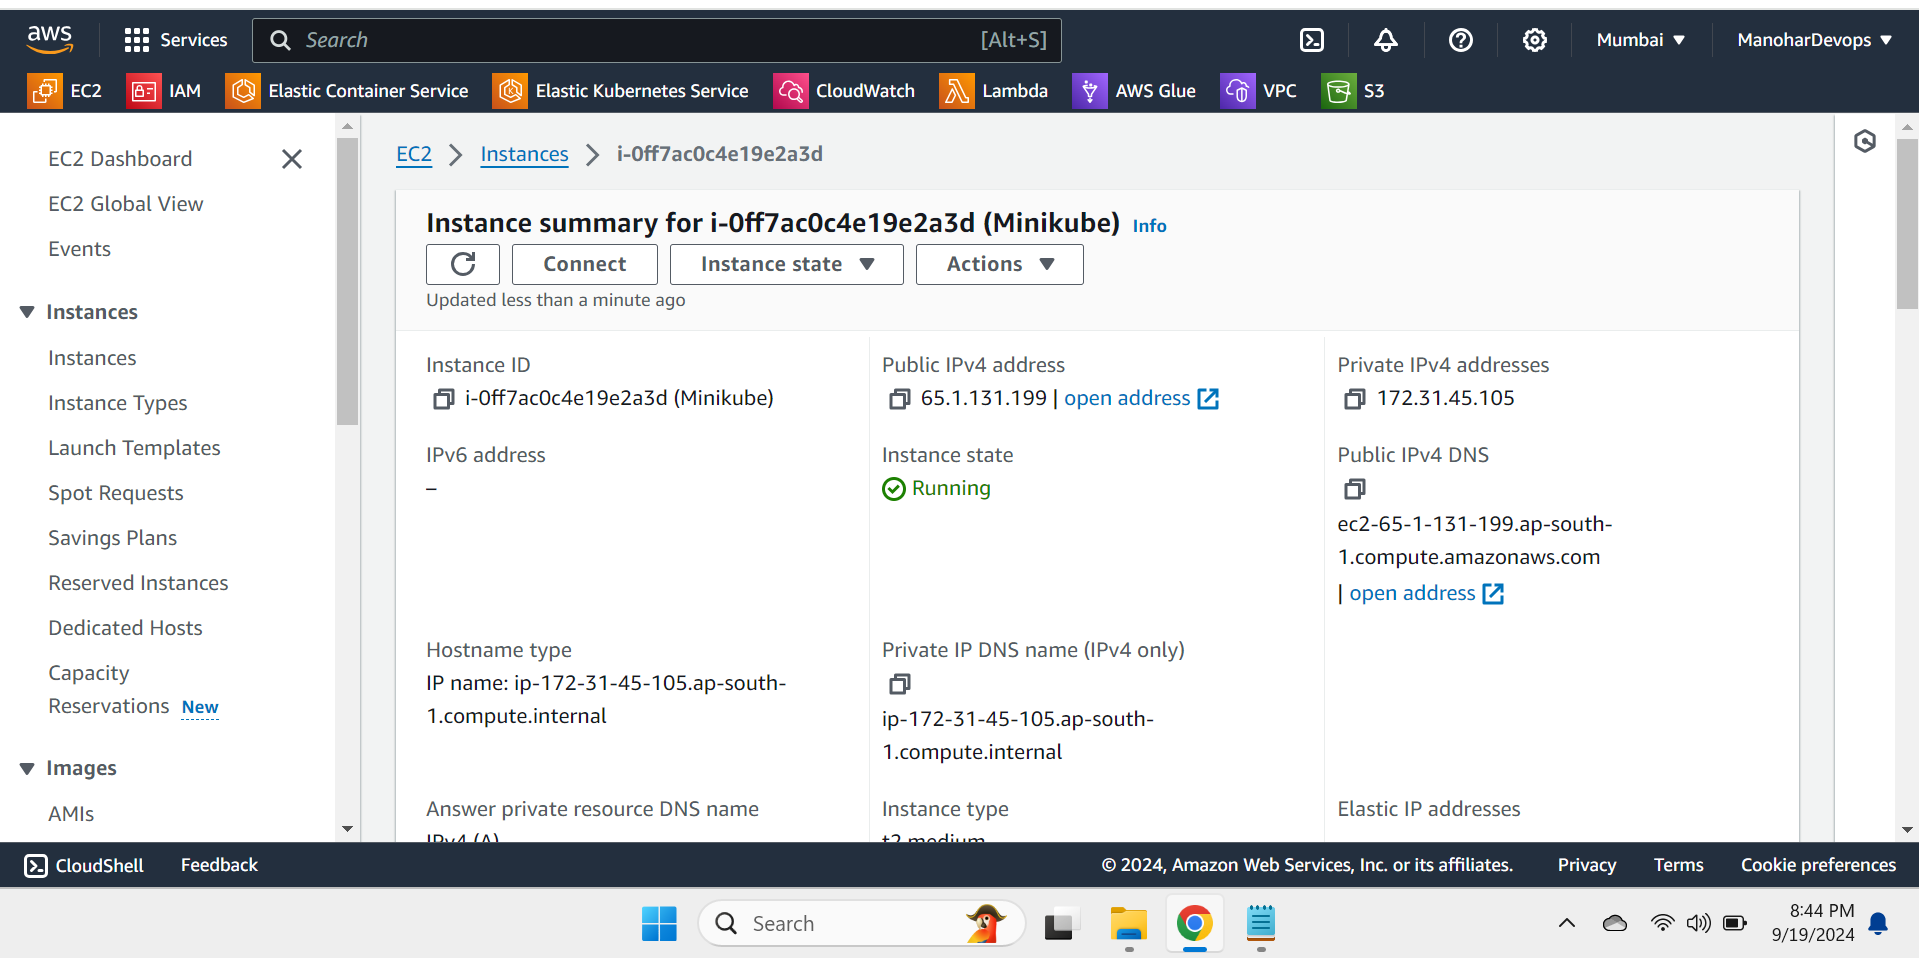 aws
Services
Search
[Alt+S]
Mumbai
ManoharDevops
EC2
IAM
Elastic Container Service
Elastic Kubernetes Service
CloudWatch
Lambda
AWS Glue
VPC
S3
EC2 Dashboard
EC2 Global View
Events
Instances
Instances
Instance Types
Launch Templates
Spot Requests
Savings Plans
Reserved Instances
Dedicated Hosts
Capacity
Reservations New
Images
AMIs
EC2
Instances
i-0ff7ac0c4e19e2a3d
Instance summary for i-0ff7ac0c4e19e2a3d (Minikube) Info
Connect
Instance state
Actions
Updated less than a minute ago
Instance ID
i-0ff7ac0c4e19e2a3d (Minikube)
Public IPv4 address
65.1.131.199 | open address
Private IPv4 addresses
172.31.45.105
IPv6 address
–
Instance state
Running
Public IPv4 DNS
ec2-65-1-131-199.ap-south-
1.compute.amazonaws.com
| open address
Hostname type
IP name: ip-172-31-45-105.ap-south-
1.compute.internal
Private IP DNS name (IPv4 only)
ip-172-31-45-105.ap-south-
1.compute.internal
Answer private resource DNS name
IPv4 (A)
Instance type
t2.medium
Elastic IP addresses
CloudShell
Feedback
© 2024, Amazon Web Services, Inc. or its affiliates.
Privacy
Terms
Cookie preferences
Search
8:44 PM
9/19/2024